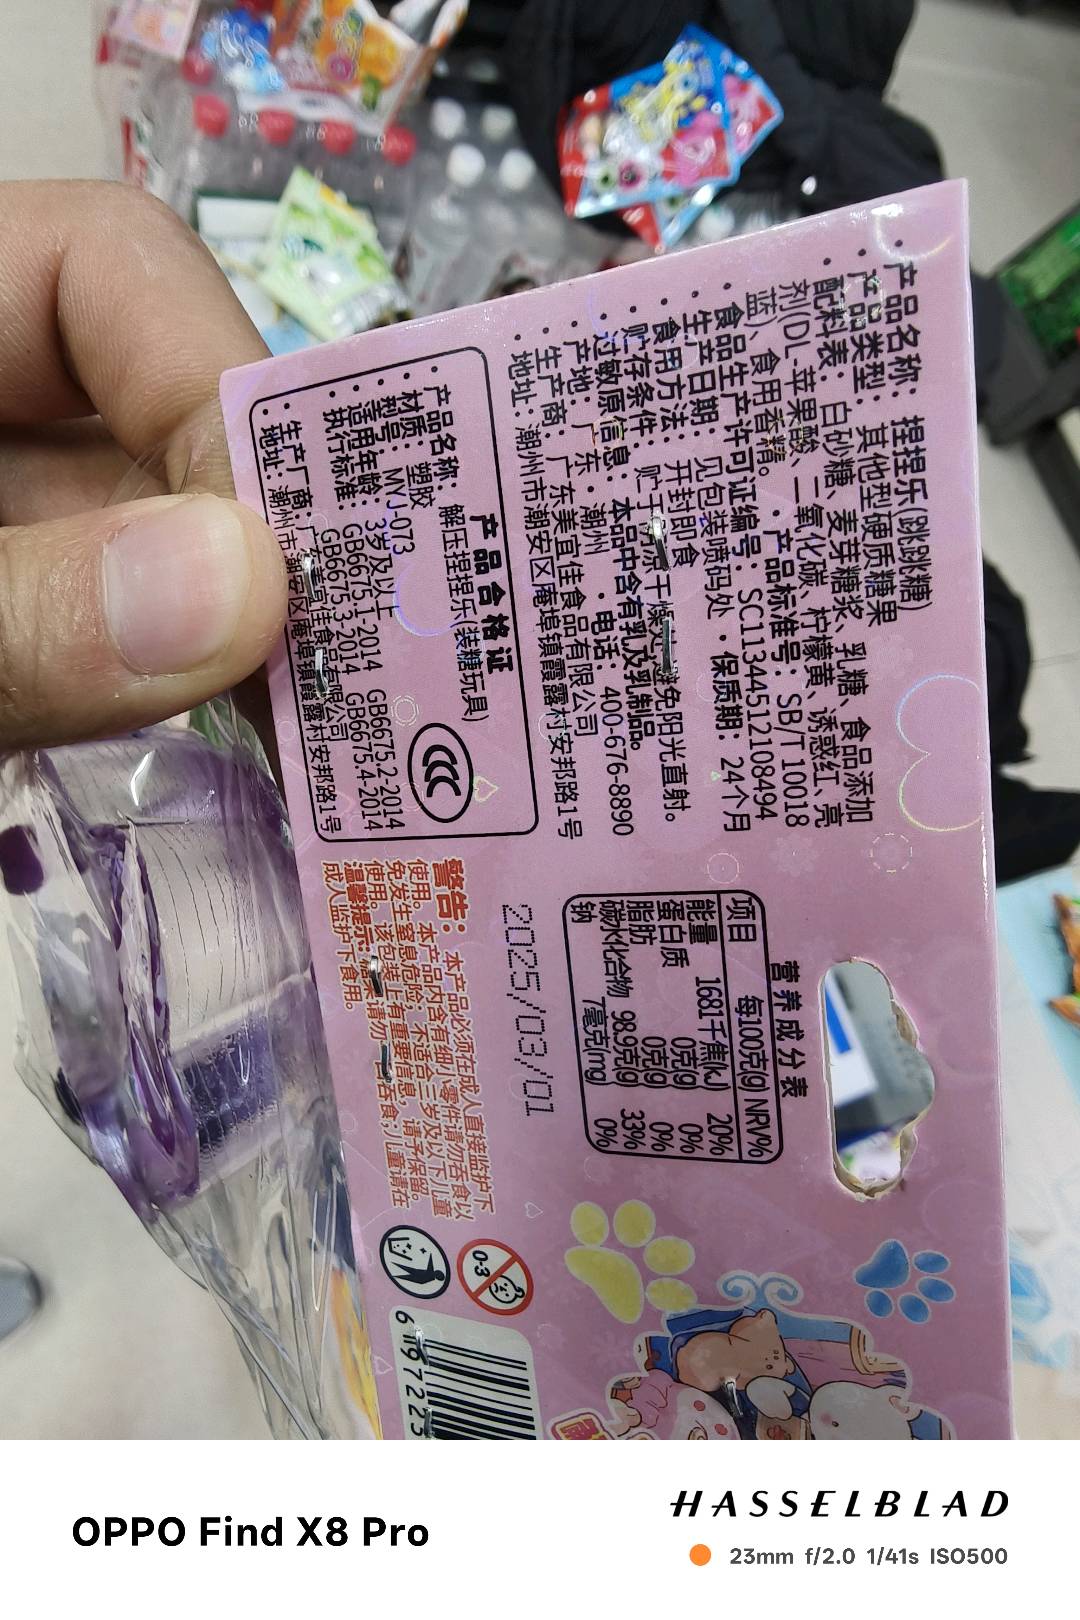 产品名称: 捏捏乐(跳跳糖)
产品类型: 其他型硬质糖果
配料表: 白砂糖、麦芽糖浆、乳糖、食品添加
剂(DL-苹果酸、二氧化碳、柠檬黄、诱惑红、亮
蓝)、食用香精。 ·产品标准号: SB/T 10018
食品生产许可证编号: SC11344512108494
生产日期: 见包装喷码处 ·保质期: 24个月
食用方法: 开封即食
贮存条件: 贮于阴凉干燥处,避免阳光直射。
过敏原信息: 本品中含有乳及乳制品。
产地: 广东·潮州 ·电话: 400-676-8890
生产商: 广东美宜佳食品有限公司
地址: 潮州市潮安区庵埠镇霞露村安邦路1号
产品合格证
产品名称: 解压捏捏乐(装糖玩具)
材质: 塑胶
型号: MYJ-073
适用年龄: 3岁及以上
执行标准: GB6675.1-2014 GB6675.2-2014
GB6675.3-2014 GB6675.4-2014
生产厂商: 广东美宜佳食品有限公司
地址: 潮州市潮安区庵埠镇霞露村安邦路1号
CCC
营养成分表
项目 每100克(g) NRV%
能量 1681千焦(kJ) 20%
蛋白质 0克(g) 0%
脂肪 0克(g) 0%
碳水化合物 98.9克(g) 33%
钠 7毫克(mg) 0%
2025/03/01
警告: 本产品必须在成人直接监护下
使用。本产品内含有细小零件请勿吞食以
免发生窒息危险; 不适合三岁及以下儿童
使用。该包装上有重要信息, 请予保留。
温馨提示: 糖果请勿一口吞食;儿童请在
成人监护下食用。
0-3
6 97223
OPPO Find X8 Pro
HASSELBLAD
23mm f/2.0 1/41s ISO500